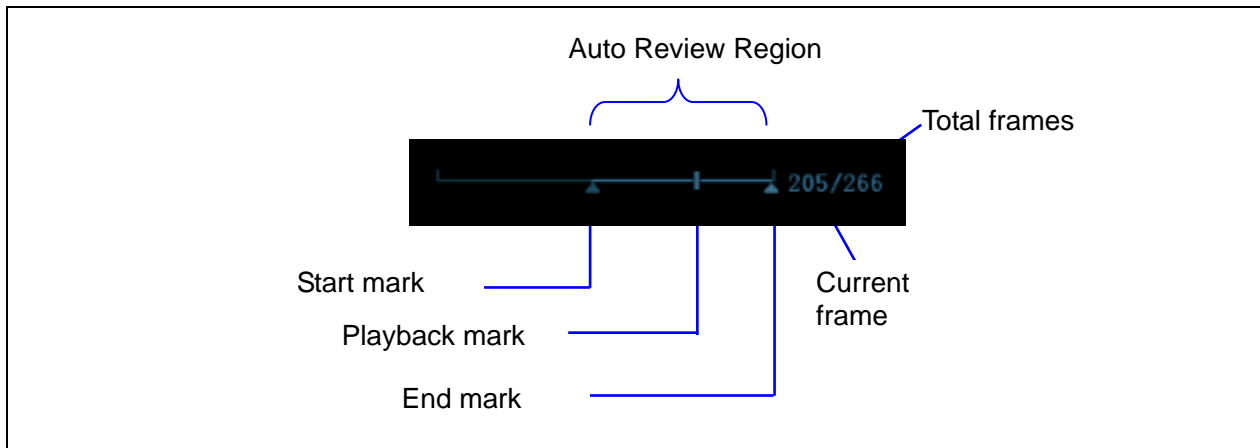 Auto Review Region
Total frames
205/266
Start mark
Current
frame
Playback mark
End mark